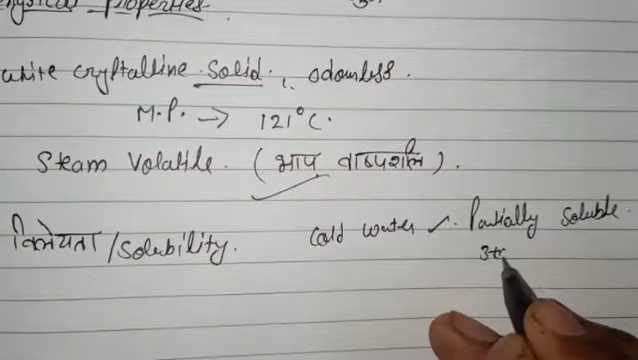 Physical Properties.
white crystalline solid., odourless.
M.P. → 121°C.
Steam Volatile. (भाप वाष्पशील).
विलेयता /Solubility. Cold water ✓. Partially soluble.